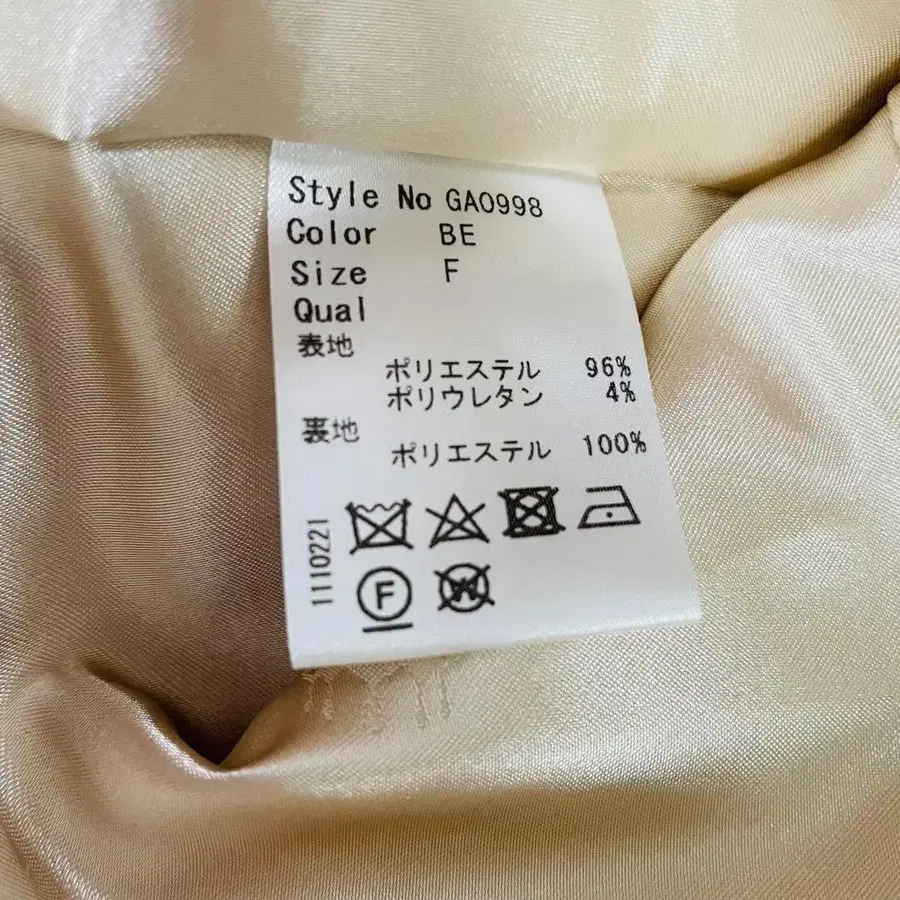 Style No GA0998
Color BE
Size F
Qual
表地
ポリエステル 96%
ポリウレタン 4%
裏地
ポリエステル 100%
1110221
F
W